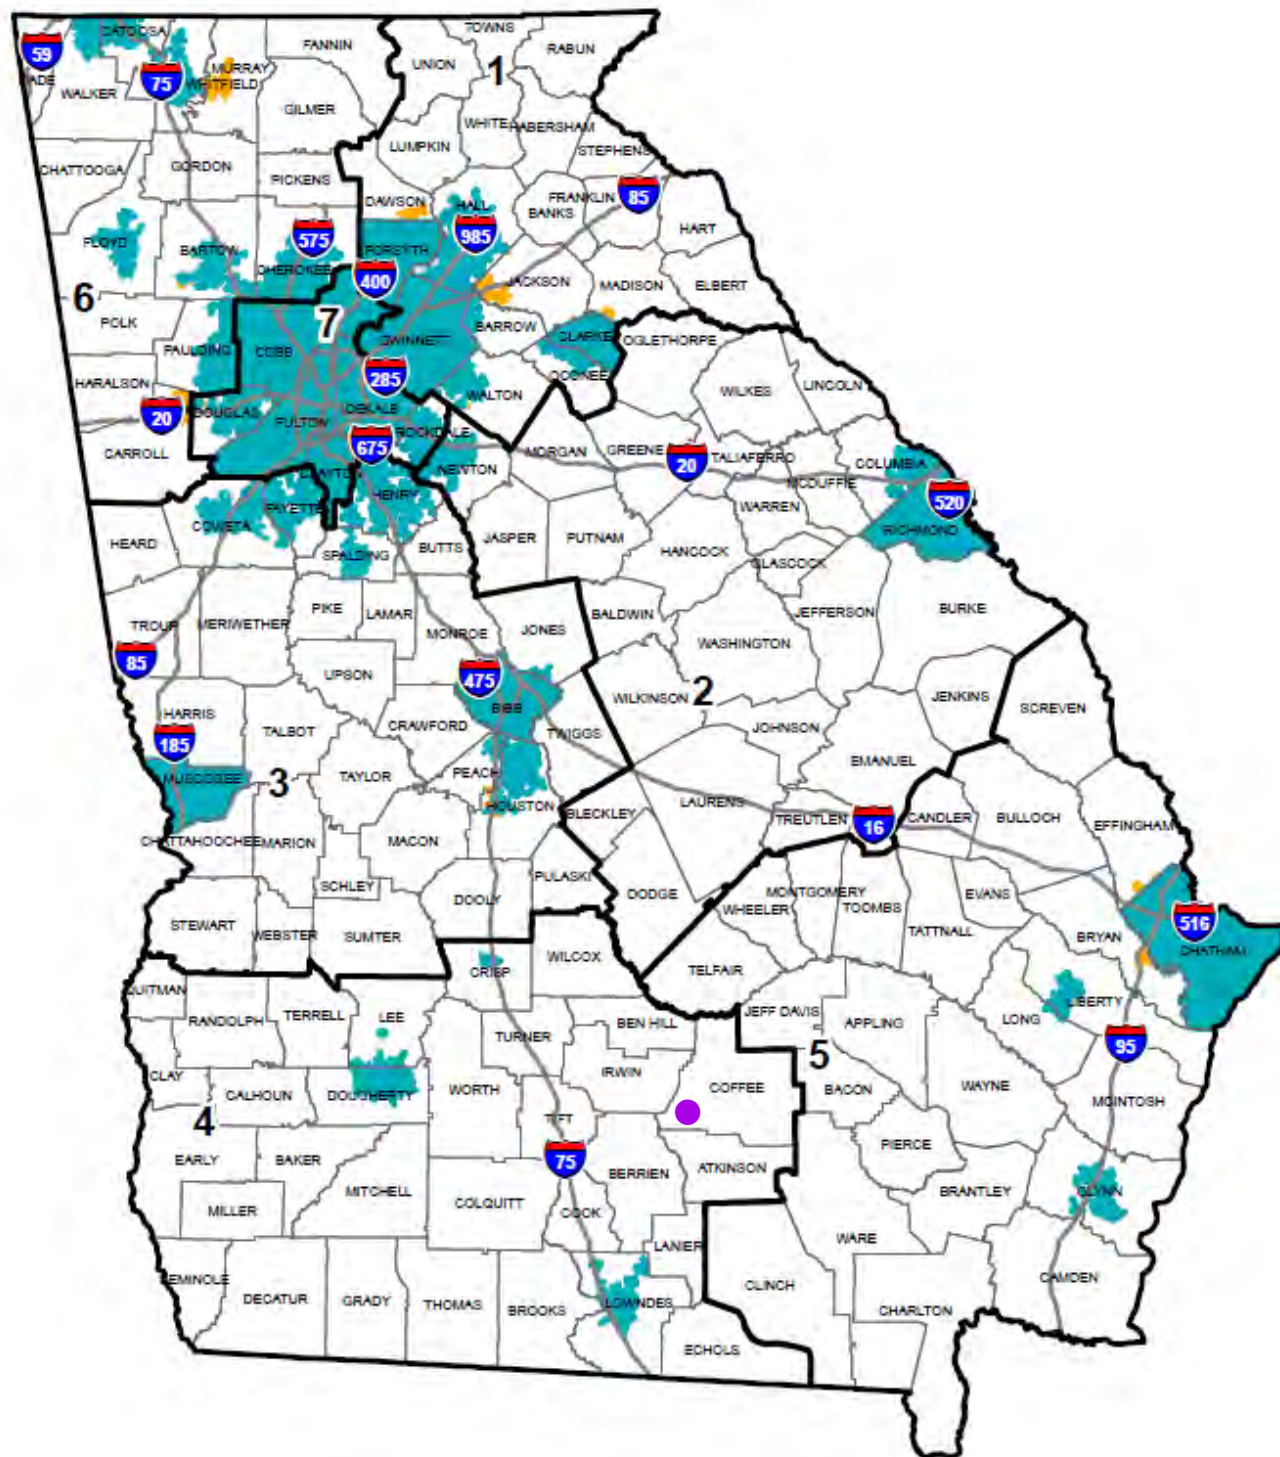 TOWNS
CATOOSA
FANNIN
RABUN
59
UNION
1
75
MURRAY
ADE
WHITFIELD
WALKER
GILMER
WHITE
HABERSHAM
LUMPKIN
STEPHENS
CHATTOOGA
GORDON
PICKENS
FRANKLIN
85
DAWSON
HALL
BANKS
HART
575
985
FLOYD
BARTOW
FORSYTH
CHEROKEE
400
JACKSON
MADISON
ELBERT
6
POLK
7
BARROW
CLARKE
OGLETHORPE
PAULDING
COBB
GWINNETT
285
OCONEE
HARALSON
WALTON
WILKES
LINCOLN
20
DOUGLAS
DEKALB
FULTON
ROCKDALE
675
CARROLL
MORGAN
GREENE
20
TALIAFERRO
COLUMBIA
CLAYTON
NEWTON
MCDUFFIE
HENRY
520
FAYETTE
WARREN
COWETA
RICHMOND
HEARD
SPALDING
BUTTS
JASPER
PUTNAM
HANCOCK
GLASCOCK
PIKE
LAMAR
BALDWIN
JEFFERSON
BURKE
TROUP
MERIWETHER
MONROE
JONES
WASHINGTON
85
UPSON
475
WILKINSON
2
JENKINS
HARRIS
BIBB
SCREVEN
TALBOT
CRAWFORD
JOHNSON
185
TWIGGS
EMANUEL
MUSCOGEE
3
TAYLOR
PEACH
HOUSTON
LAURENS
BLECKLEY
TREUTLEN
16
CANDLER
BULLOCH
EFFINGHAM
CHATTAHOOCHEE
MARION
MACON
SCHLEY
PULASKI
DODGE
MONTGOMERY
EVANS
DOOLY
WHEELER
TOOMBS
STEWART
516
WEBSTER
SUMTER
TATTNALL
BRYAN
CHATHAM
WILCOX
CRISP
TELFAIR
QUITMAN
LIBERTY
RANDOLPH
TERRELL
LEE
JEFF DAVIS
APPLING
LONG
BEN HILL
TURNER
95
5
CLAY
IRWIN
COFFEE
WORTH
BACON
WAYNE
CALHOUN
DOUGHERTY
MCINTOSH
4
TIFT
PIERCE
EARLY
BAKER
75
ATKINSON
BERRIEN
MITCHELL
BRANTLEY
GLYNN
COLQUITT
MILLER
COOK
WARE
LANIER
EMINOLE
CLINCH
CAMDEN
DECATUR
GRADY
THOMAS
BROOKS
LOWNDES
CHARLTON
ECHOLS